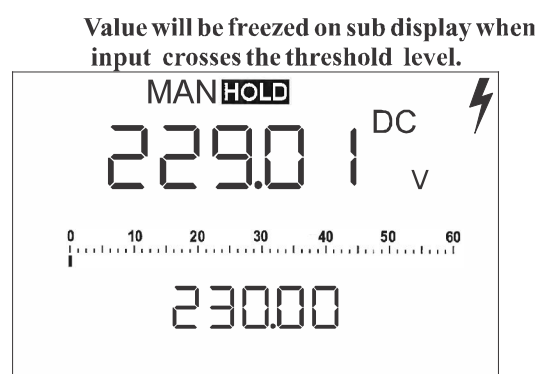 Value will be freezed on sub display when
input crosses the threshold level.
MAN HOLD
229.01 DC V
0 10 20 30 40 50 60
230.00